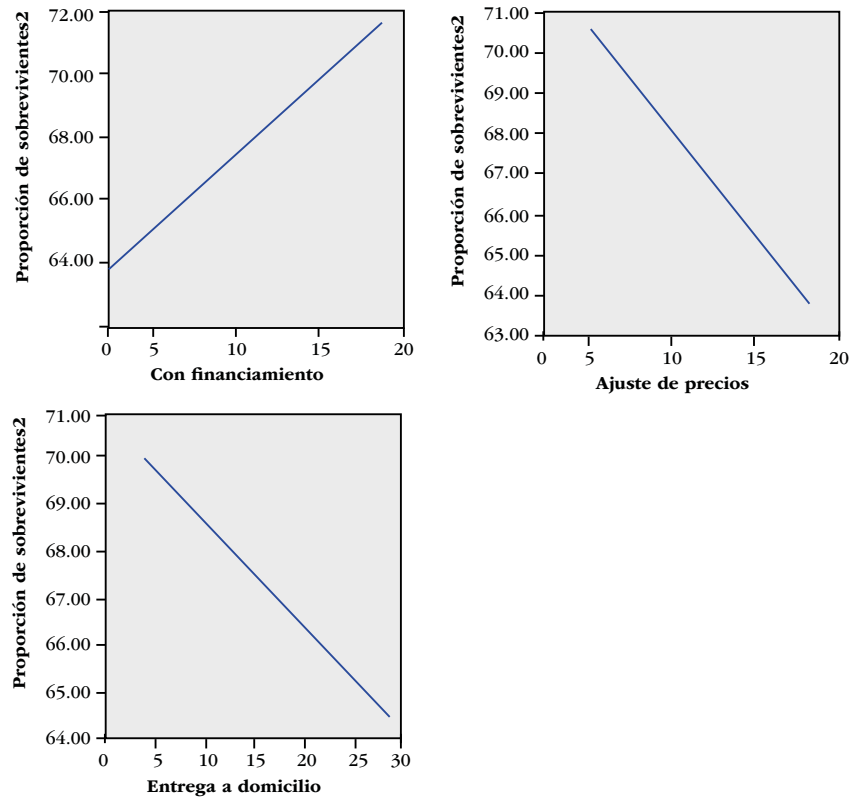 Proporción de sobrevivientes2
72.00
70.00
68.00
66.00
64.00
0 5 10 15 20
Con financiamiento
Proporción de sobrevivientes2
71.00
70.00
69.00
68.00
67.00
66.00
65.00
64.00
63.00
0 5 10 15 20
Ajuste de precios
Proporción de sobrevivientes2
71.00
70.00
69.00
68.00
67.00
66.00
65.00
64.00
0 5 10 15 20 25 30
Entrega a domicilio